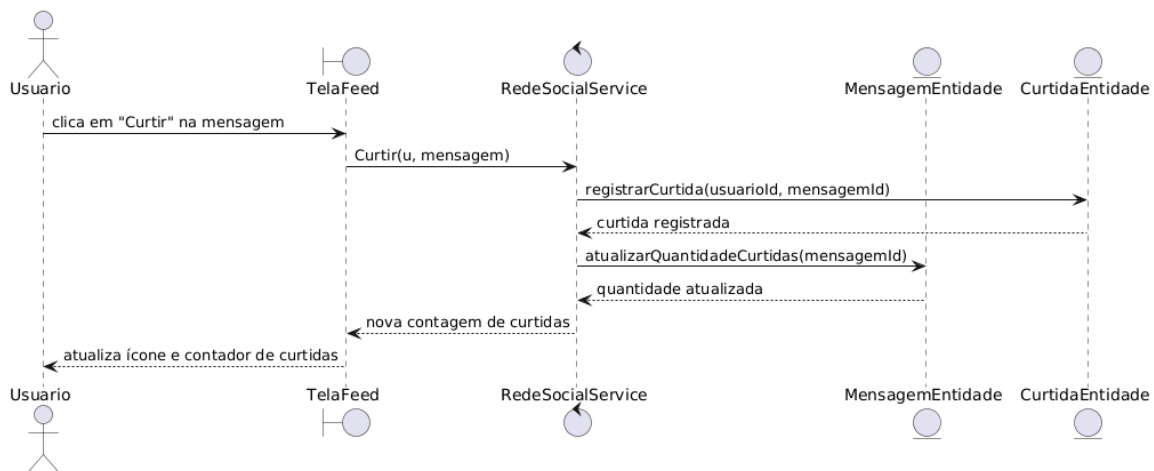 Usuario
TelaFeed
RedeSocialService
MensagemEntidade
CurtidaEntidade
clica em "Curtir" na mensagem
Curtir(u, mensagem)
registrarCurtida(usuarioId, mensagemId)
curtida registrada
atualizarQuantidadeCurtidas(mensagemId)
quantidade atualizada
nova contagem de curtidas
atualiza ícone e contador de curtidas
Usuario
TelaFeed
RedeSocialService
MensagemEntidade
CurtidaEntidade